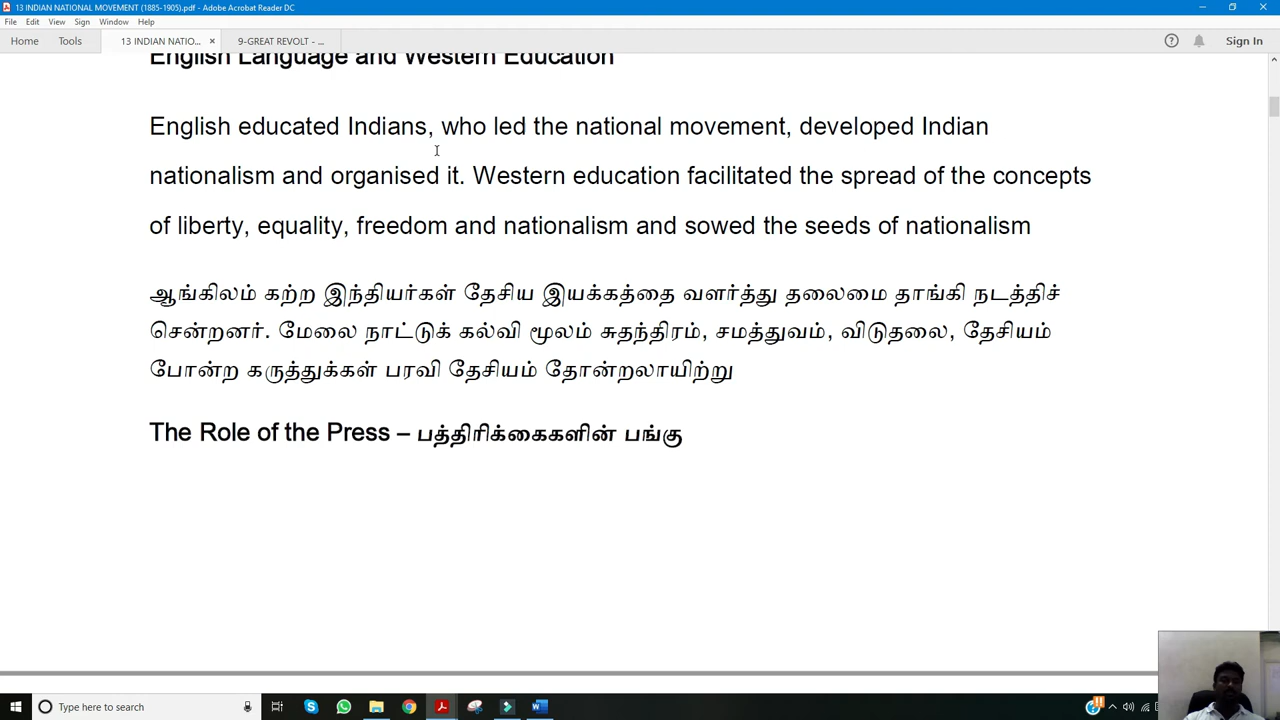 13 INDIAN NATIONAL MOVEMENT (1885-1905).pdf - Adobe Acrobat Reader DC
File Edit View Sign Window Help
Home Tools 13 INDIAN NATIO... × 9-GREAT REVOLT - ... Sign In
English Language and Western Education
English educated Indians, who led the national movement, developed Indian
nationalism and organised it. Western education facilitated the spread of the concepts
of liberty, equality, freedom and nationalism and sowed the seeds of nationalism
ஆங்கிலம் கற்ற இந்தியர்கள் தேசிய இயக்கத்தை வளர்த்து தலைமை தாங்கி நடத்திச்
சென்றனர். மேலை நாட்டுக் கல்வி மூலம் சுதந்திரம், சமத்துவம், விடுதலை, தேசியம்
போன்ற கருத்துக்கள் பரவி தேசியம் தோன்றலாயிற்று
The Role of the Press – பத்திரிக்கைகளின் பங்கு
Type here to search